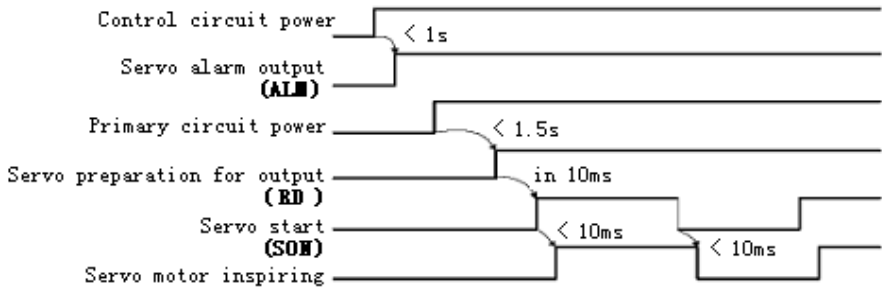 Control circuit power
< 1s
Servo alarm output
(ALM)
Primary circuit power
< 1.5s
Servo preparation for output
in 10ms
(RD )
Servo start
< 10ms
< 10ms
(SON)
Servo motor inspiring